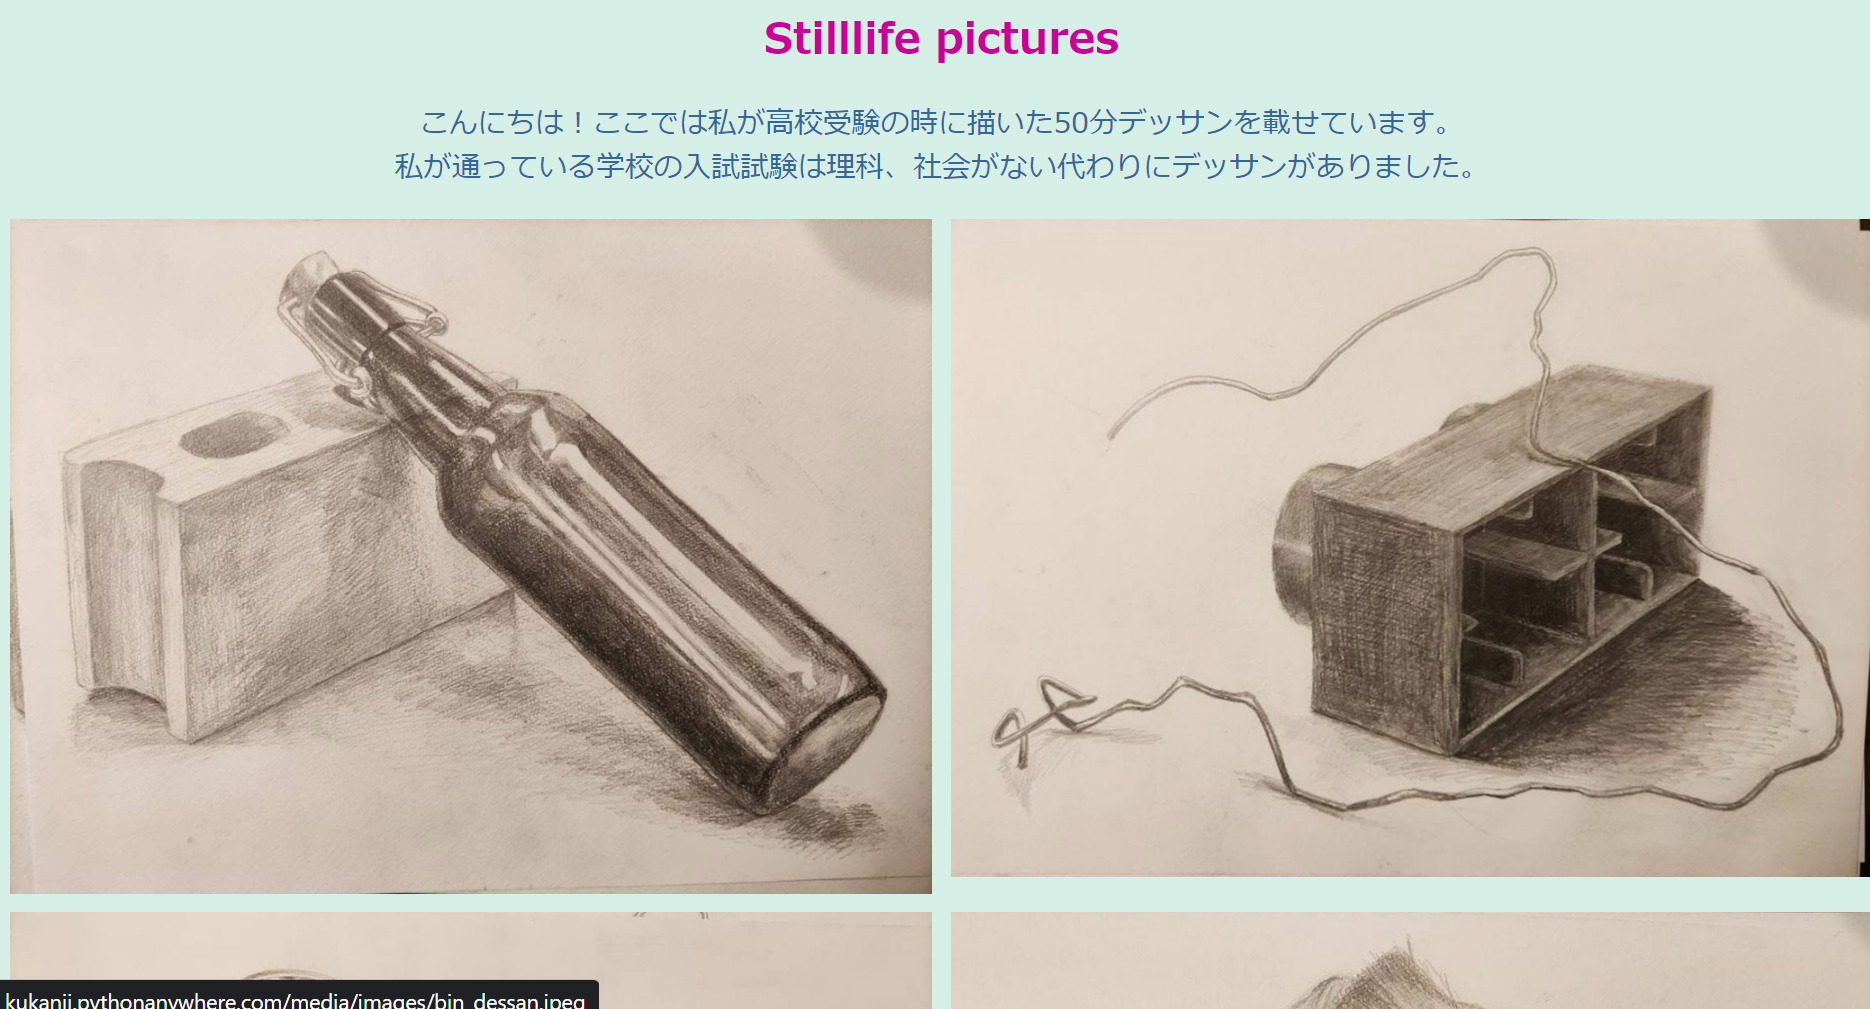 Stilllife pictures
こんにちは！ここでは私が高校受験の時に描いた50分デッサンを載せています。
私が通っている学校の入試試験は理科、社会がない代わりにデッサンがありました。
kukanji.pythonanywhere.com/media/images/bin_dessan.jpeg